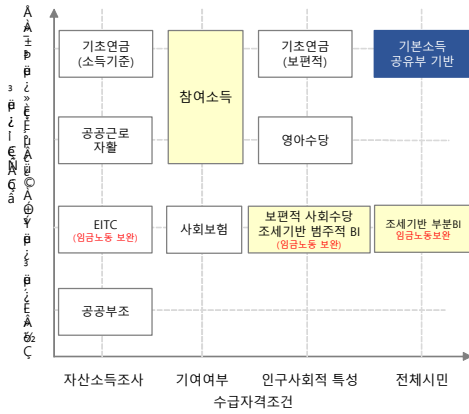 기초연금
(소득기준)
기초연금
(보편적)
기본소득
공유부 기반
참여소득
공공근로
자활
영아수당
EITC
(임금노동 보완)
사회보험
보편적 사회수당
조세기반 범주적 BI
(임금노동 보완)
조세기반 부분BI
임금노동보완
공공부조
자산소득조사
기여여부
인구사회적 특성
전체시민
수급자격조건